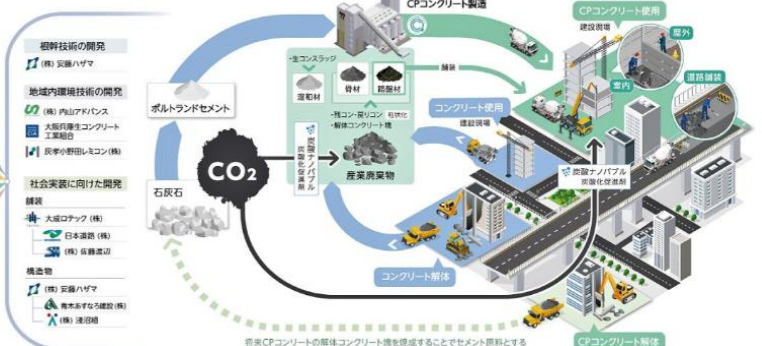 根幹技術の開発
(株) 安藤ハザマ
地域内環境技術の開発
(株) 内山アドバンス
大阪兵庫生コンクリート
工業組合
灰孝小野田レミコン(株)
社会実装に向けた開発
舗装
大成ロテック (株)
日本道路 (株)
(株) 佐藤渡辺
構造物
(株) 安藤ハザマ
青木あすなろ建設 (株)
(株) 淺沼組
CPコンクリート製造
・生コンスラッジ
混和材
骨材
路盤材
舗装
・残コン・戻りコン
粒状化
・解体コンクリート塊
産業廃棄物
炭酸ナノバブル
炭酸化促進剤
ポルトランドセメント
石灰石
CO2
コンクリート使用
建設現場
コンクリート解体
CPコンクリート使用
建設現場
屋外
室内
道路舗装
炭酸ナノバブル
炭酸化促進剤
CPコンクリート解体
将来CPコンリートの解体コンクリート塊を焼成することでセメント原料とする